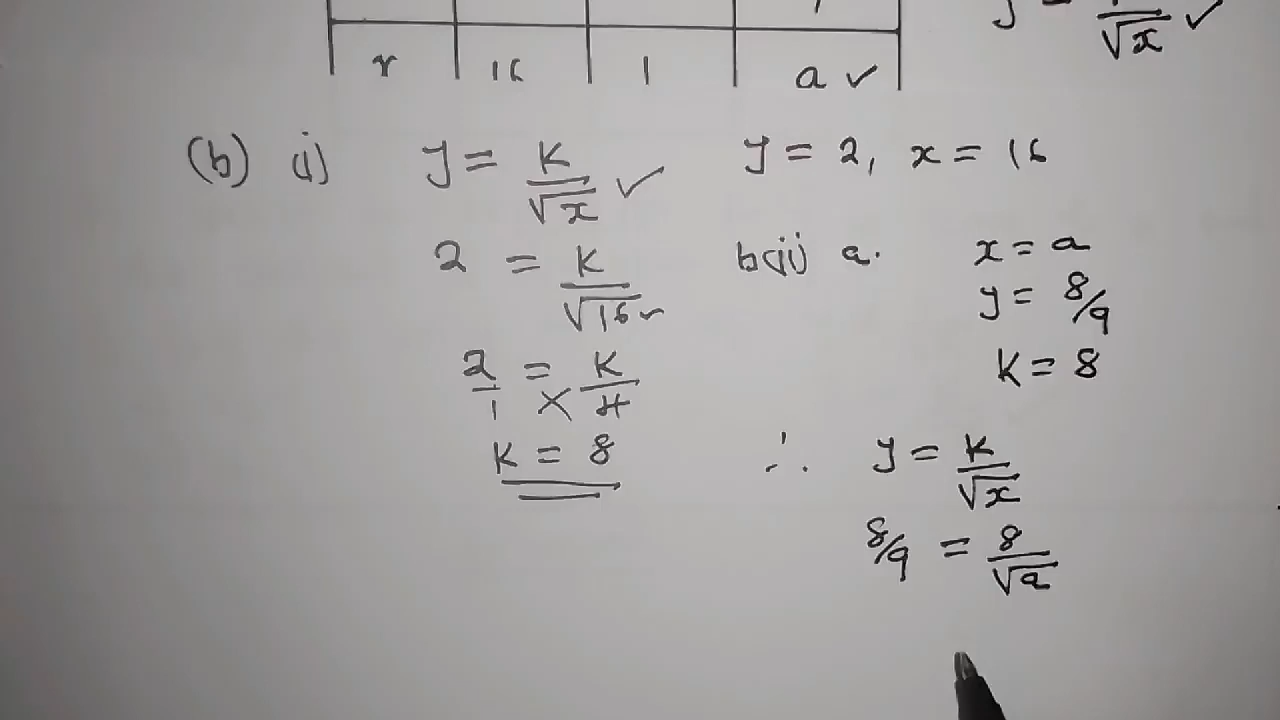 x 16 1 a ✓
√x ✓
(b) (i) y = K/√x ✓ y = 2, x = 16
2 = K/√16 b(ii) a. x = a
y = 8/9
2/1 = K/4 K = 8
K = 8 ∴ y = K/√x
8/9 = 8/√a